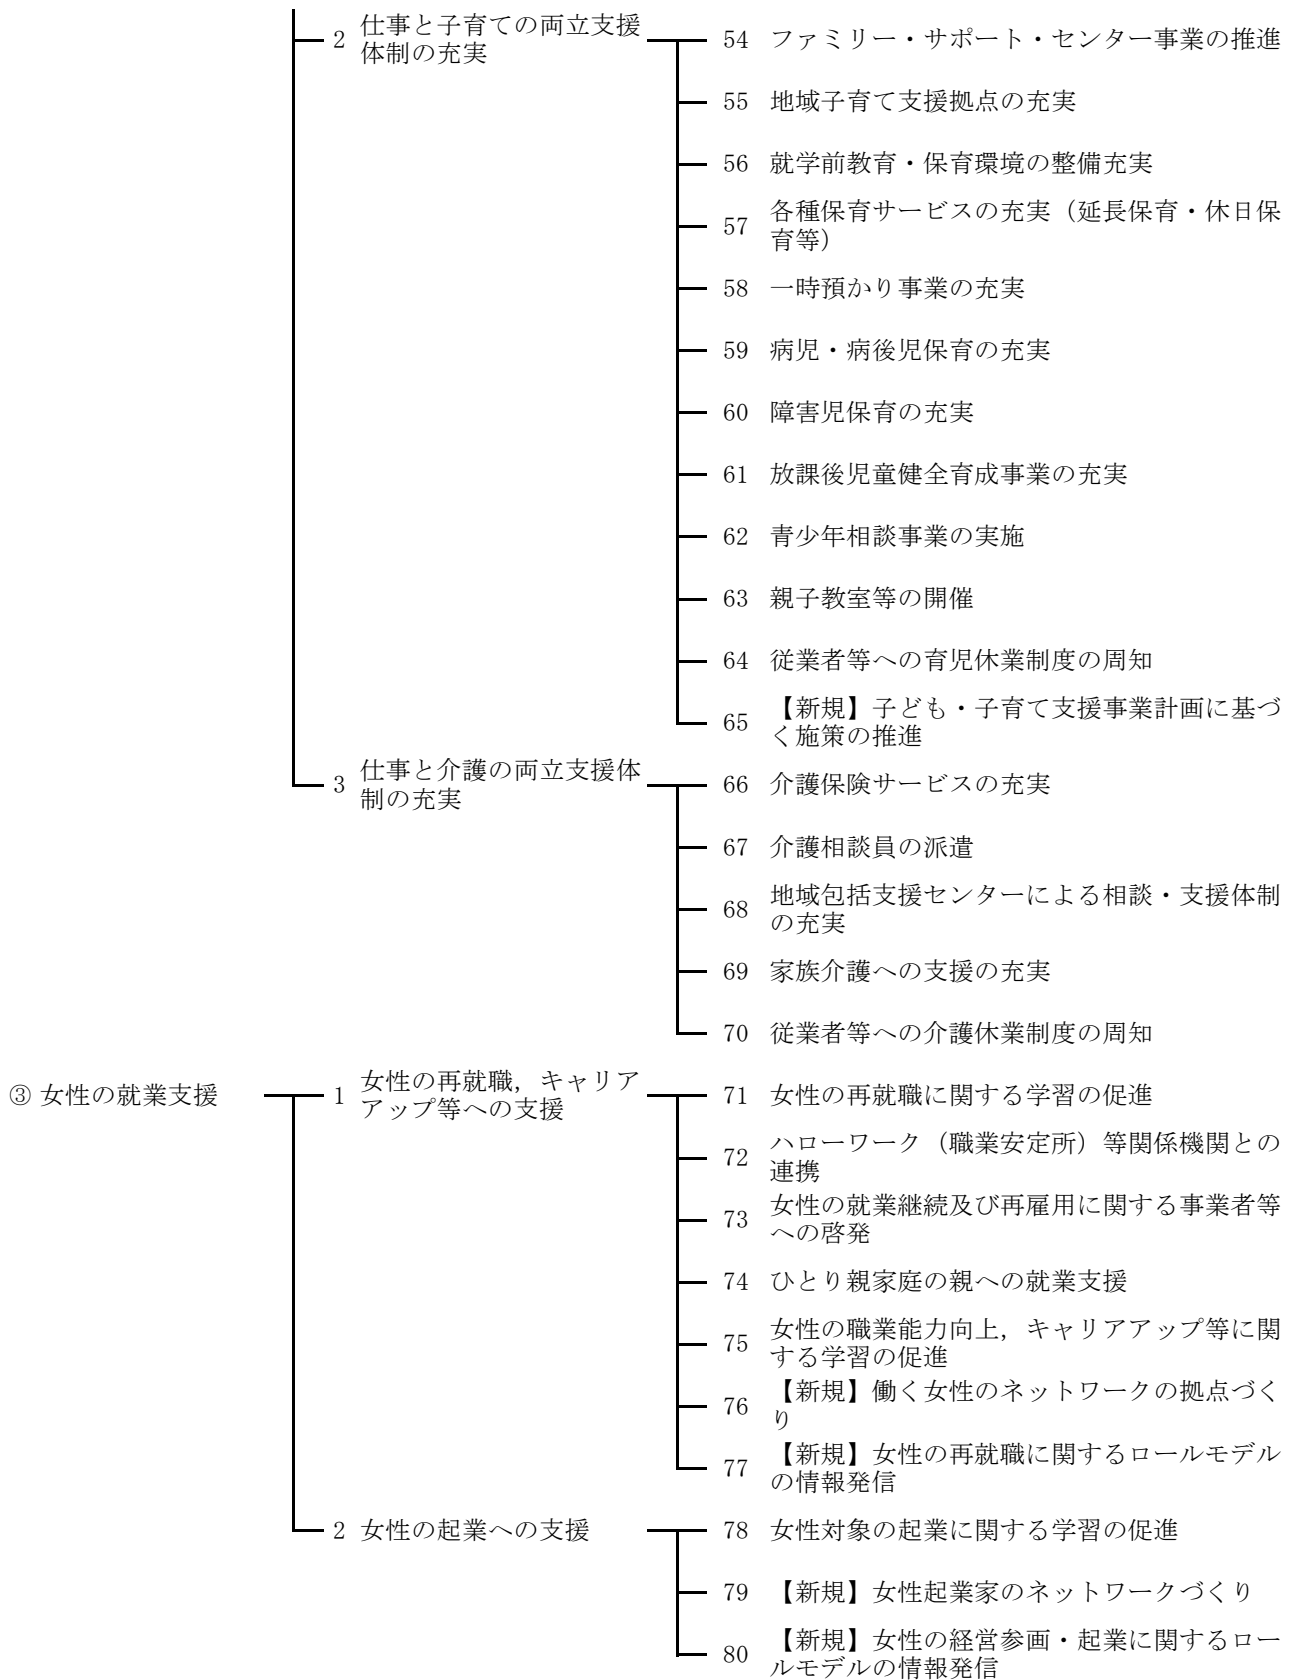 2 仕事と子育ての両立支援
体制の充実
54 ファミリー・サポート・センター事業の推進
55 地域子育て支援拠点の充実
56 就学前教育・保育環境の整備充実
57 各種保育サービスの充実（延長保育・休日保
育等）
58 一時預かり事業の充実
59 病児・病後児保育の充実
60 障害児保育の充実
61 放課後児童健全育成事業の充実
62 青少年相談事業の実施
63 親子教室等の開催
64 従業者等への育児休業制度の周知
65 【新規】子ども・子育て支援事業計画に基づ
く施策の推進
3 仕事と介護の両立支援体
制の充実
66 介護保険サービスの充実
67 介護相談員の派遣
68 地域包括支援センターによる相談・支援体制
の充実
69 家族介護への支援の充実
70 従業者等への介護休業制度の周知
③ 女性の就業支援
1 女性の再就職，キャリア
アップ等への支援
71 女性の再就職に関する学習の促進
72 ハローワーク（職業安定所）等関係機関との
連携
73 女性の就業継続及び再雇用に関する事業者等
への啓発
74 ひとり親家庭の親への就業支援
75 女性の職業能力向上，キャリアアップ等に関
する学習の促進
76 【新規】働く女性のネットワークの拠点づく
り
77 【新規】女性の再就職に関するロールモデル
の情報発信
2 女性の起業への支援
78 女性対象の起業に関する学習の促進
79 【新規】女性起業家のネットワークづくり
80 【新規】女性の経営参画・起業に関するロー
ルモデルの情報発信